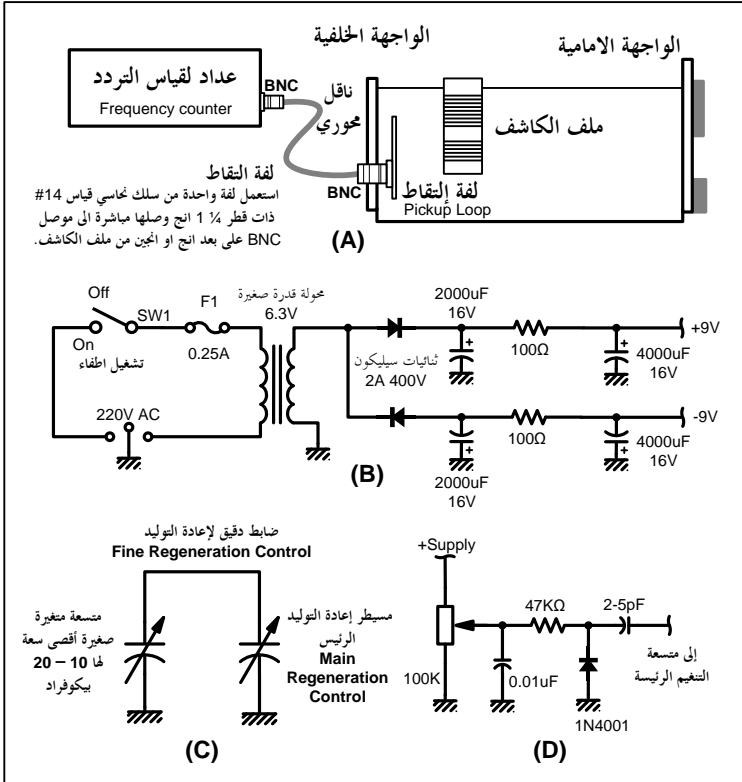 الواجهة الخلفية
الواجهة الامامية
عداد لقياس التردد
Frequency counter
BNC
ناقل
محوري
ملف الكاشف
BNC
لفة إلتقاط
Pickup Loop
لفة التقاط
استعمل لفة واحدة من سلك نحاسي قياس 14#
ذات قطر ¼ 1 انج وصلها مباشرة الى موصل
BNC على بعد انج او انجين من ملف الكاشف.
(A)
Off
SW1
On
تشغيل اطفاء
F1
0.25A
محولة قدرة صغيرة
6.3V
220V AC
2000uF
16V
100Ω
+9V
4000uF
16V
ثنائيات سيليكون
2A 400V
2000uF
16V
100Ω
-9V
4000uF
16V
(B)
ضابط دقيق لإعادة التوليد
Fine Regeneration Control
متسعة متغيرة
صغيرة أقصى سعة
لها 10 – 20
بيكوفراد
مسيطر إعادة التوليد
الرئيس
Main
Regeneration
Control
(C)
+Supply
100K
47KΩ
2-5pF
0.01uF
1N4001
إلى متسعة
التنغيم الرئيسة
(D)